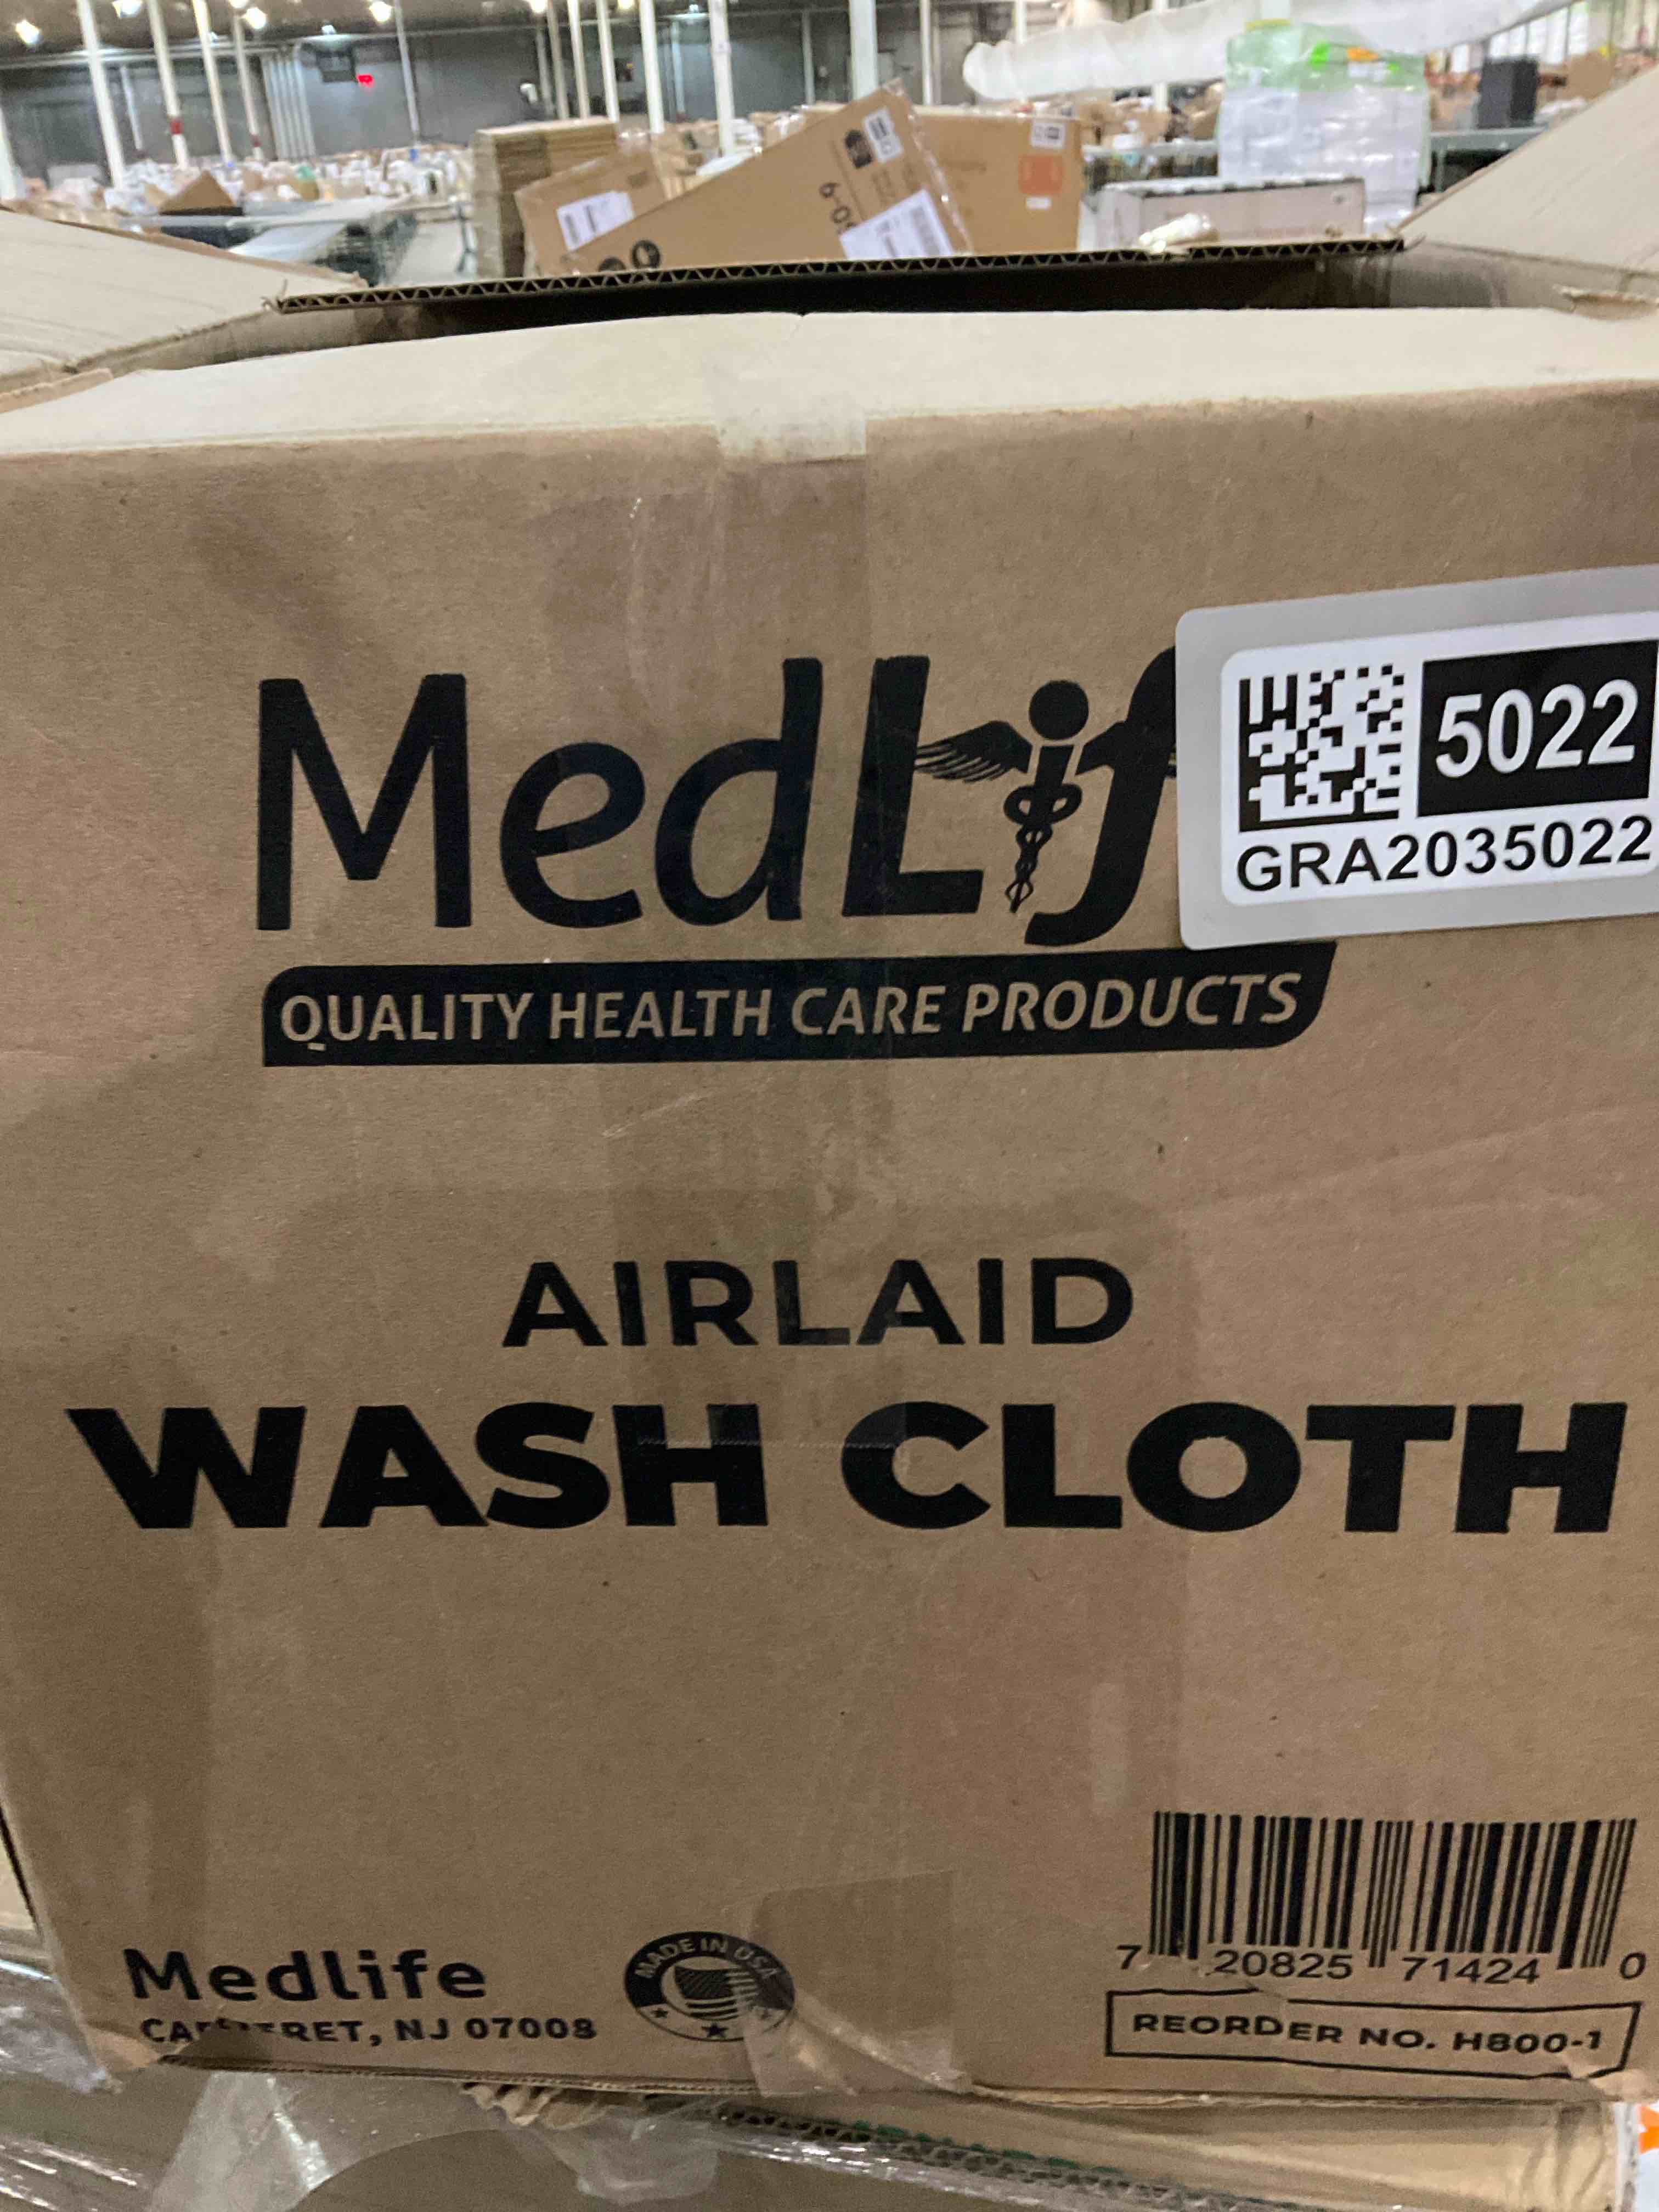 MedLif
5022
GRA2035022
QUALITY HEALTH CARE PRODUCTS
AIRLAID
WASH CLOTH
7 20825 71424 0
Medlife
MADE IN USA
NJ 07008
REORDER NO. H800-1